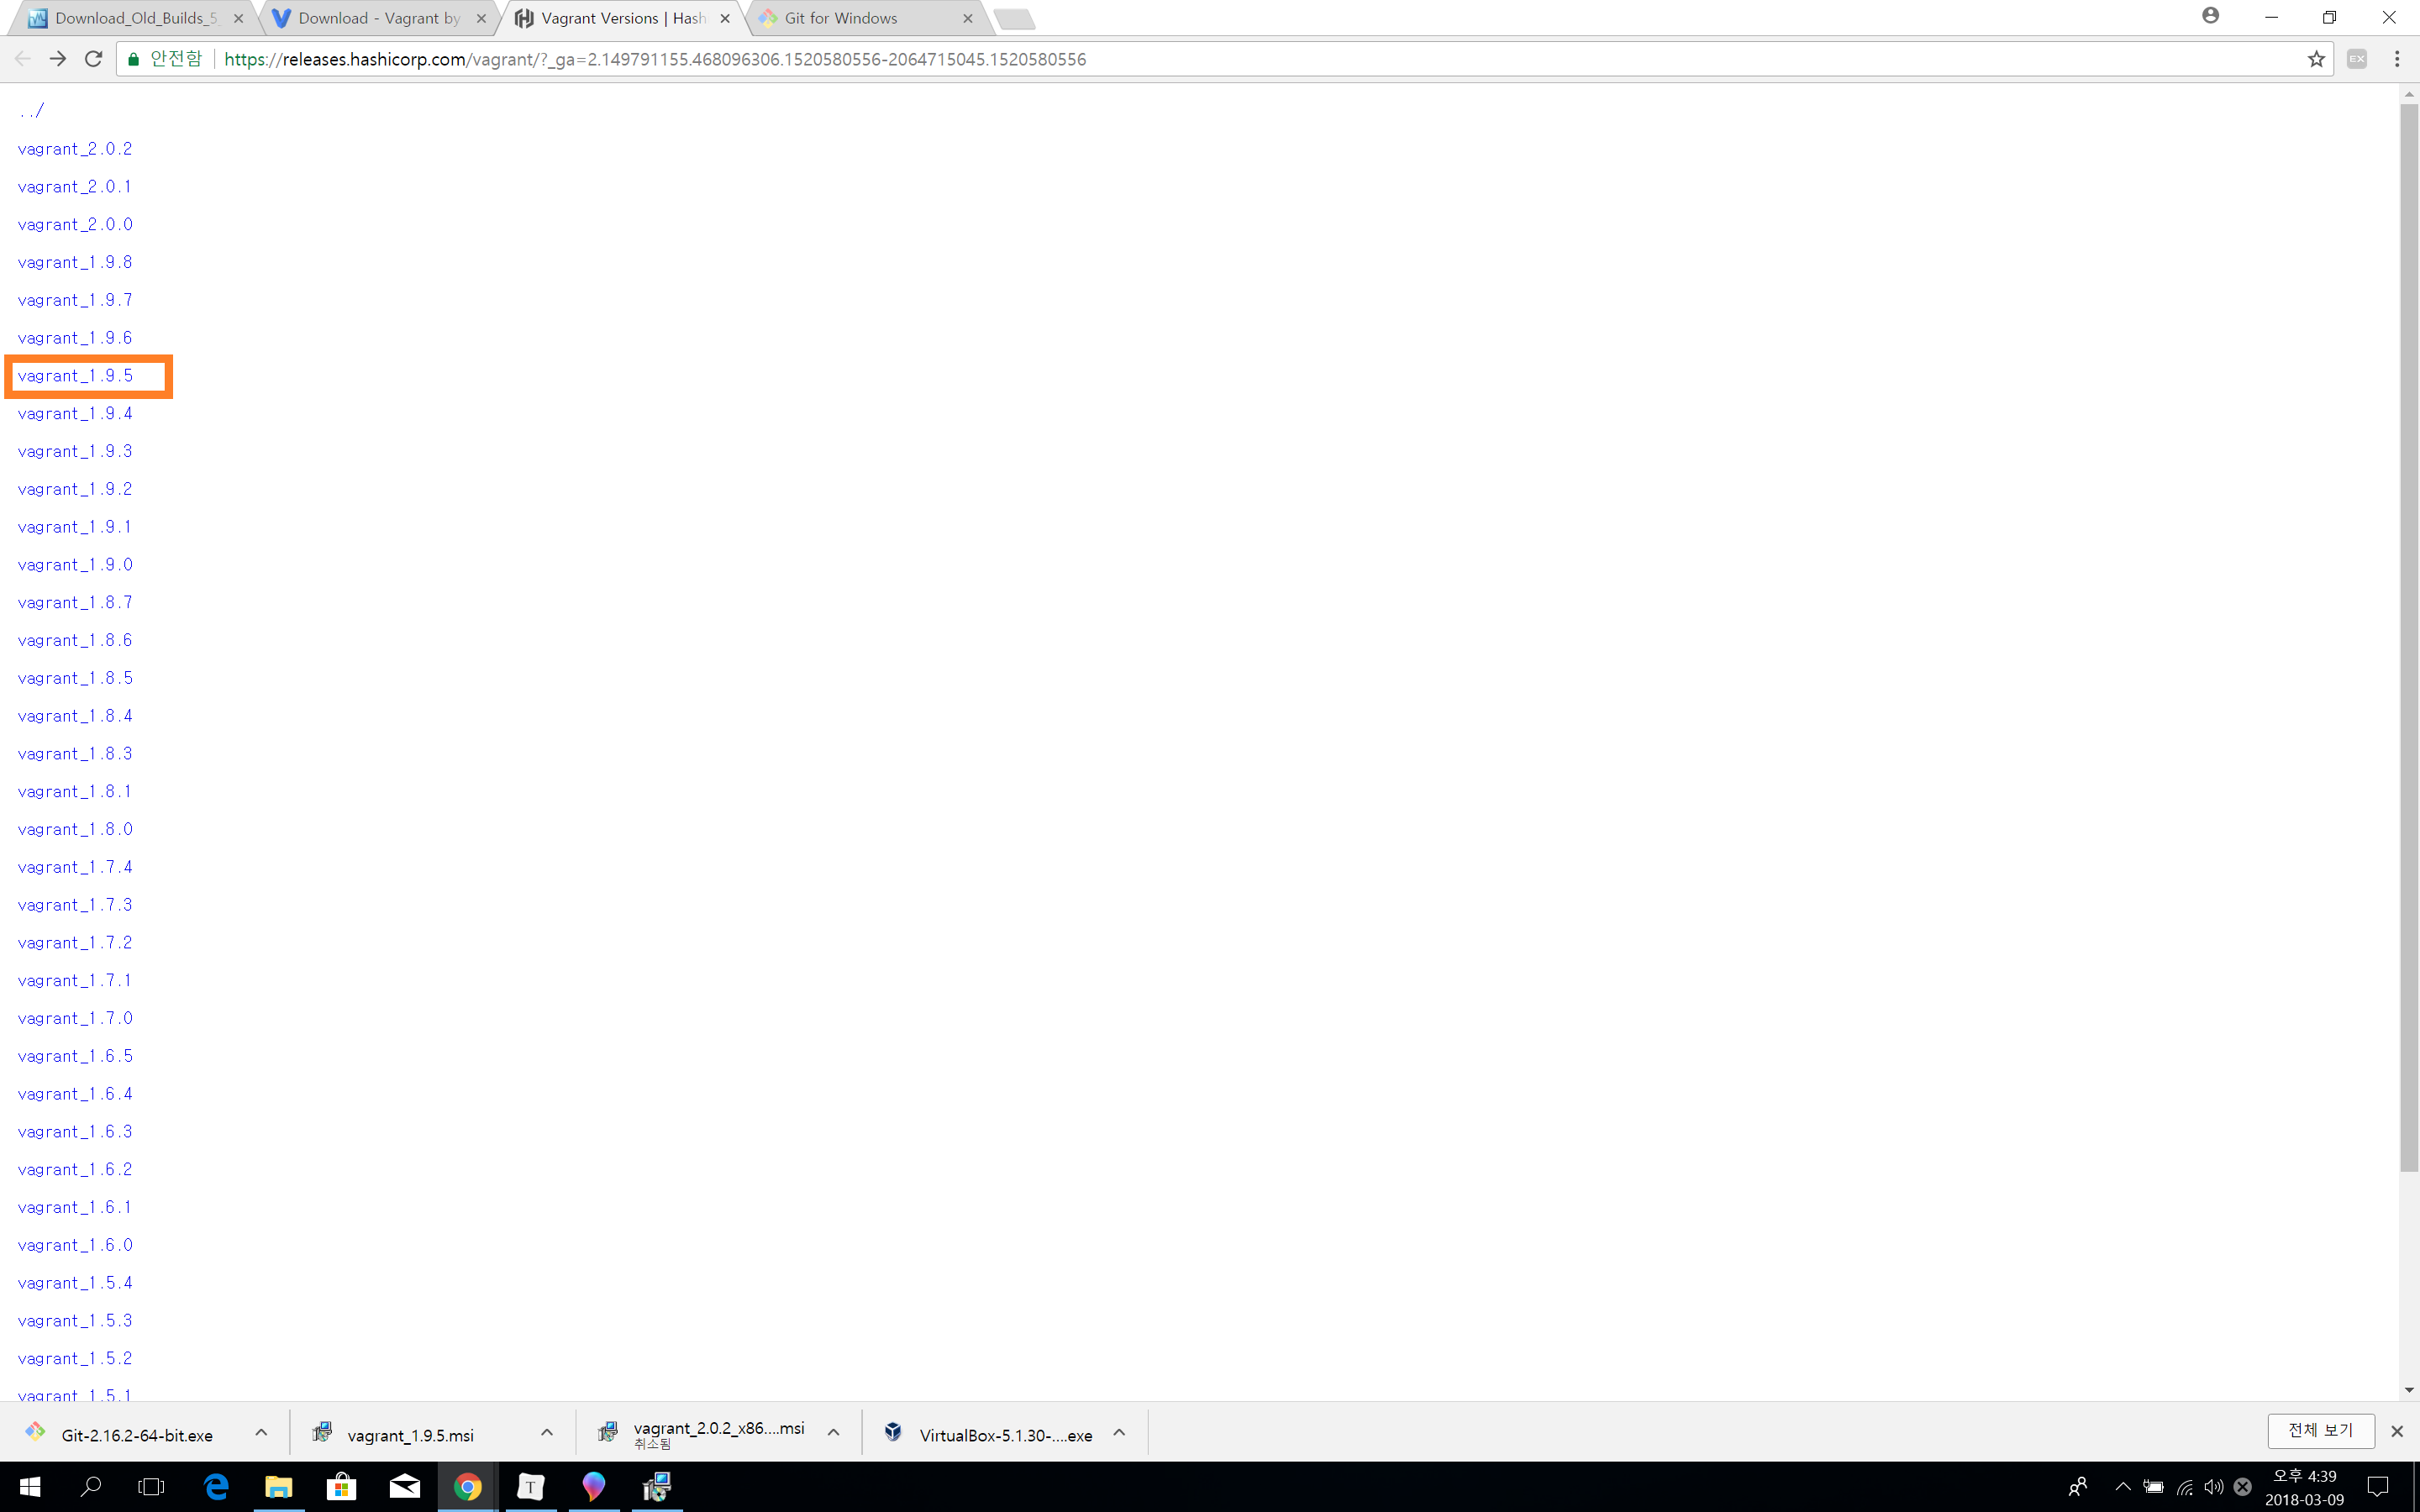 Download_Old_Builds_5_
Download - Vagrant by
Vagrant Versions | Hash
Git for Windows
안전함
https://releases.hashicorp.com/vagrant/?_ga=2.149791155.468096306.1520580556-2064715045.1520580556
EX
../
vagrant_2.0.2
vagrant_2.0.1
vagrant_2.0.0
vagrant_1.9.8
vagrant_1.9.7
vagrant_1.9.6
vagrant_1.9.5
vagrant_1.9.4
vagrant_1.9.3
vagrant_1.9.2
vagrant_1.9.1
vagrant_1.9.0
vagrant_1.8.7
vagrant_1.8.6
vagrant_1.8.5
vagrant_1.8.4
vagrant_1.8.3
vagrant_1.8.1
vagrant_1.8.0
vagrant_1.7.4
vagrant_1.7.3
vagrant_1.7.2
vagrant_1.7.1
vagrant_1.7.0
vagrant_1.6.5
vagrant_1.6.4
vagrant_1.6.3
vagrant_1.6.2
vagrant_1.6.1
vagrant_1.6.0
vagrant_1.5.4
vagrant_1.5.3
vagrant_1.5.2
vagrant_1.5.1
Git-2.16.2-64-bit.exe
vagrant_1.9.5.msi
vagrant_2.0.2_x86....msi
취소됨
VirtualBox-5.1.30-....exe
전체 보기
T
오후 4:39
2018-03-09